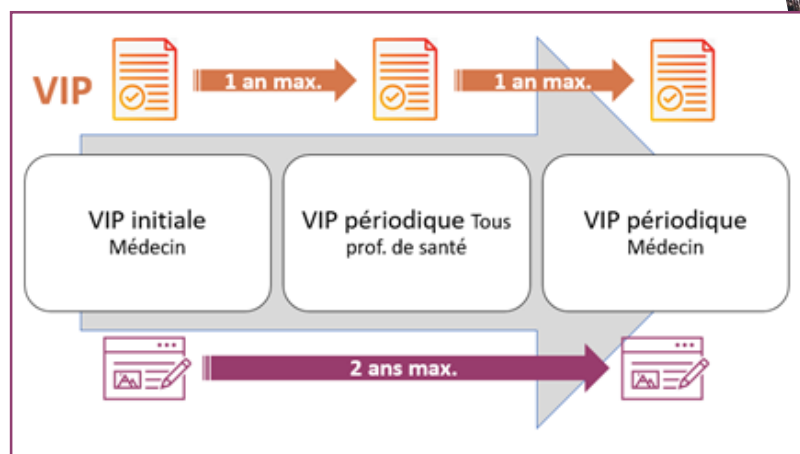 VIP
1 an max.
1 an max.
VIP initiale
Médecin
VIP périodique Tous
prof. de santé
VIP périodique
Médecin
2 ans max.